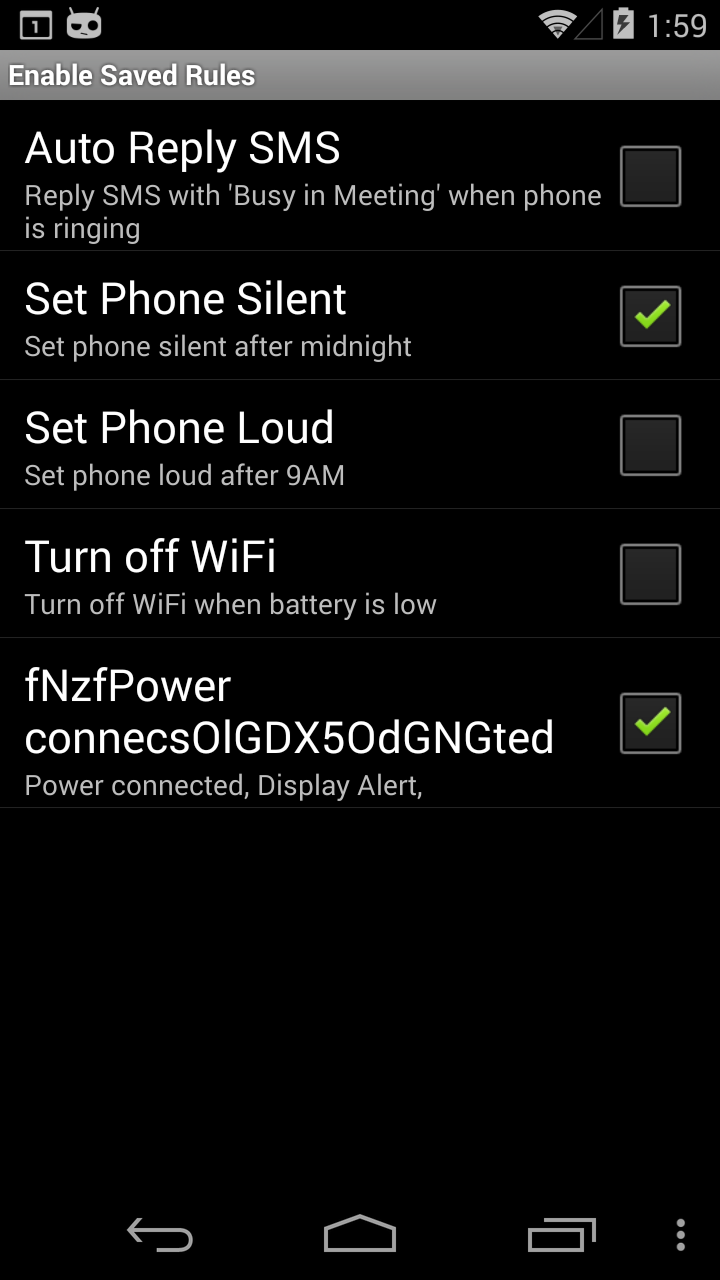 1
1:59
Enable Saved Rules
Auto Reply SMS
Reply SMS with 'Busy in Meeting' when phone
is ringing
Set Phone Silent
Set phone silent after midnight
Set Phone Loud
Set phone loud after 9AM
Turn off WiFi
Turn off WiFi when battery is low
fNzfPower
connecsOlGDX5OdGNGted
Power connected, Display Alert,